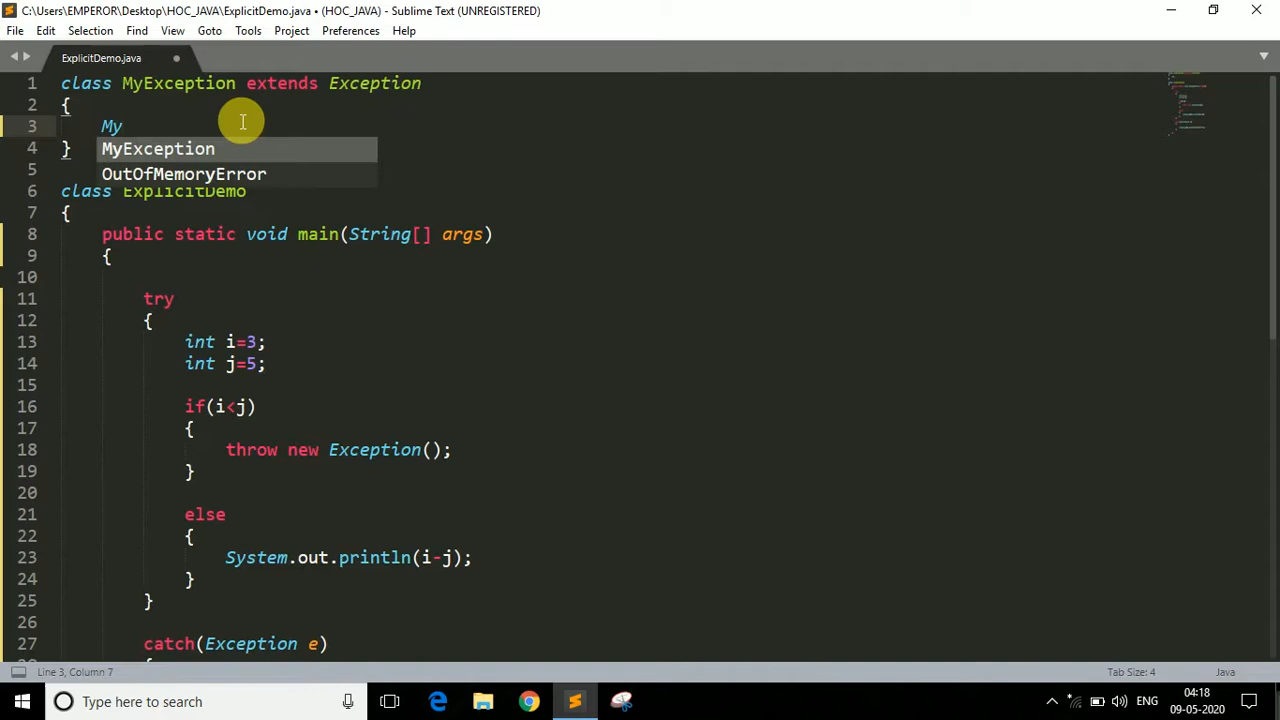 C:\Users\EMPEROR\Desktop\HOC_JAVA\ExplicitDemo.java • (HOC_JAVA) - Sublime Text (UNREGISTERED)
File Edit Selection Find View Goto Tools Project Preferences Help
ExplicitDemo.java
1 class MyException extends Exception
2 {
3 My
MyException
4 }
OutOfMemoryError
5
6 class ExplicitDemo
7 {
8 public static void main(String[] args)
9 {
10
11 try
12 {
13 int i=3;
14 int j=5;
15
16 if(i<j)
17 {
18 throw new Exception();
19 }
20
21 else
22 {
23 System.out.println(i-j);
24 }
25 }
26
27 catch(Exception e)
Line 3, Column 7 Tab Size: 4 Java
Type here to search
ENG
04:18
09-05-2020